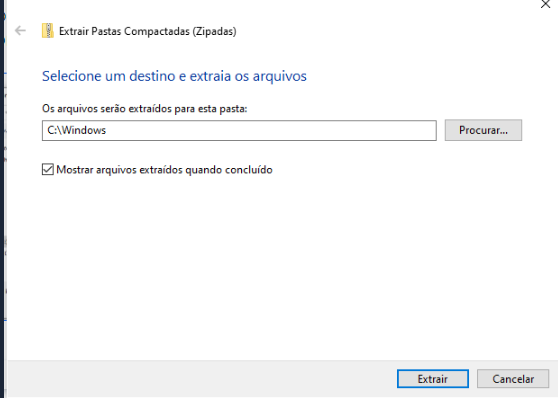 Extrair Pastas Compactadas (Zipadas)
Selecione um destino e extraia os arquivos
Os arquivos serão extraídos para esta pasta:
C:\Windows
Procurar...
Mostrar arquivos extraídos quando concluído
Extrair
Cancelar